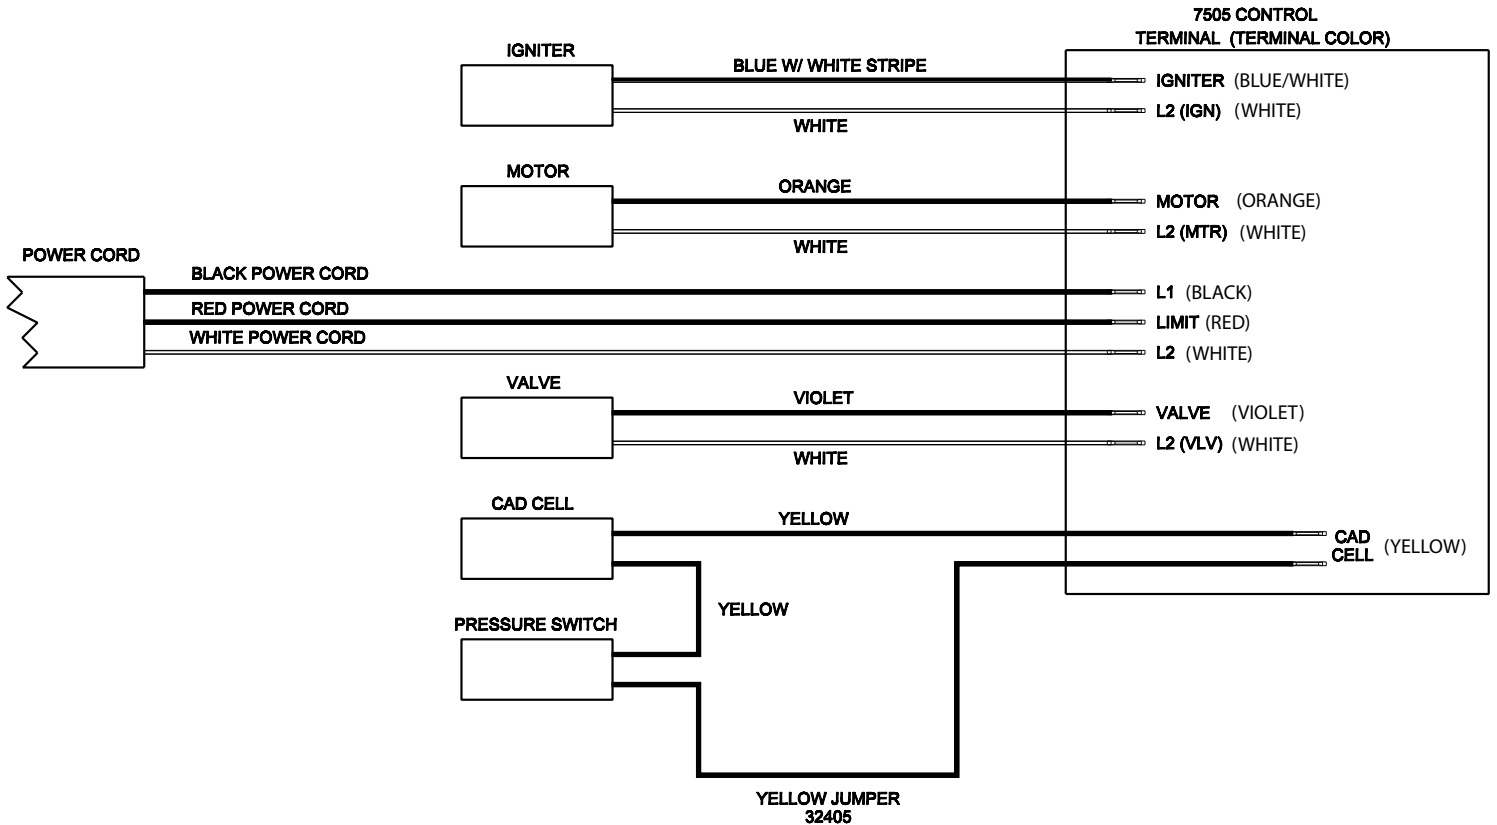 7505 CONTROL
TERMINAL (TERMINAL COLOR)
IGNITER
BLUE W/ WHITE STRIPE
IGNITER (BLUE/WHITE)
L2 (IGN) (WHITE)
WHITE
MOTOR
ORANGE
MOTOR (ORANGE)
L2 (MTR) (WHITE)
WHITE
POWER CORD
BLACK POWER CORD
L1 (BLACK)
RED POWER CORD
LIMIT (RED)
WHITE POWER CORD
L2 (WHITE)
VALVE
VIOLET
VALVE (VIOLET)
L2 (VLV) (WHITE)
WHITE
CAD CELL
YELLOW
CAD
CELL
(YELLOW)
YELLOW
PRESSURE SWITCH
YELLOW JUMPER
32405